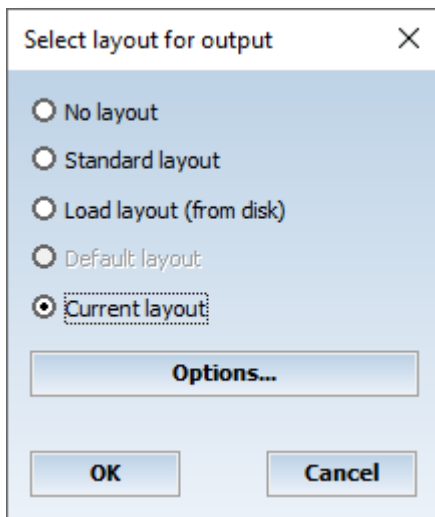 Select layout for output
No layout
Standard layout
Load layout (from disk)
Default layout
Current layout
Options...
OK
Cancel